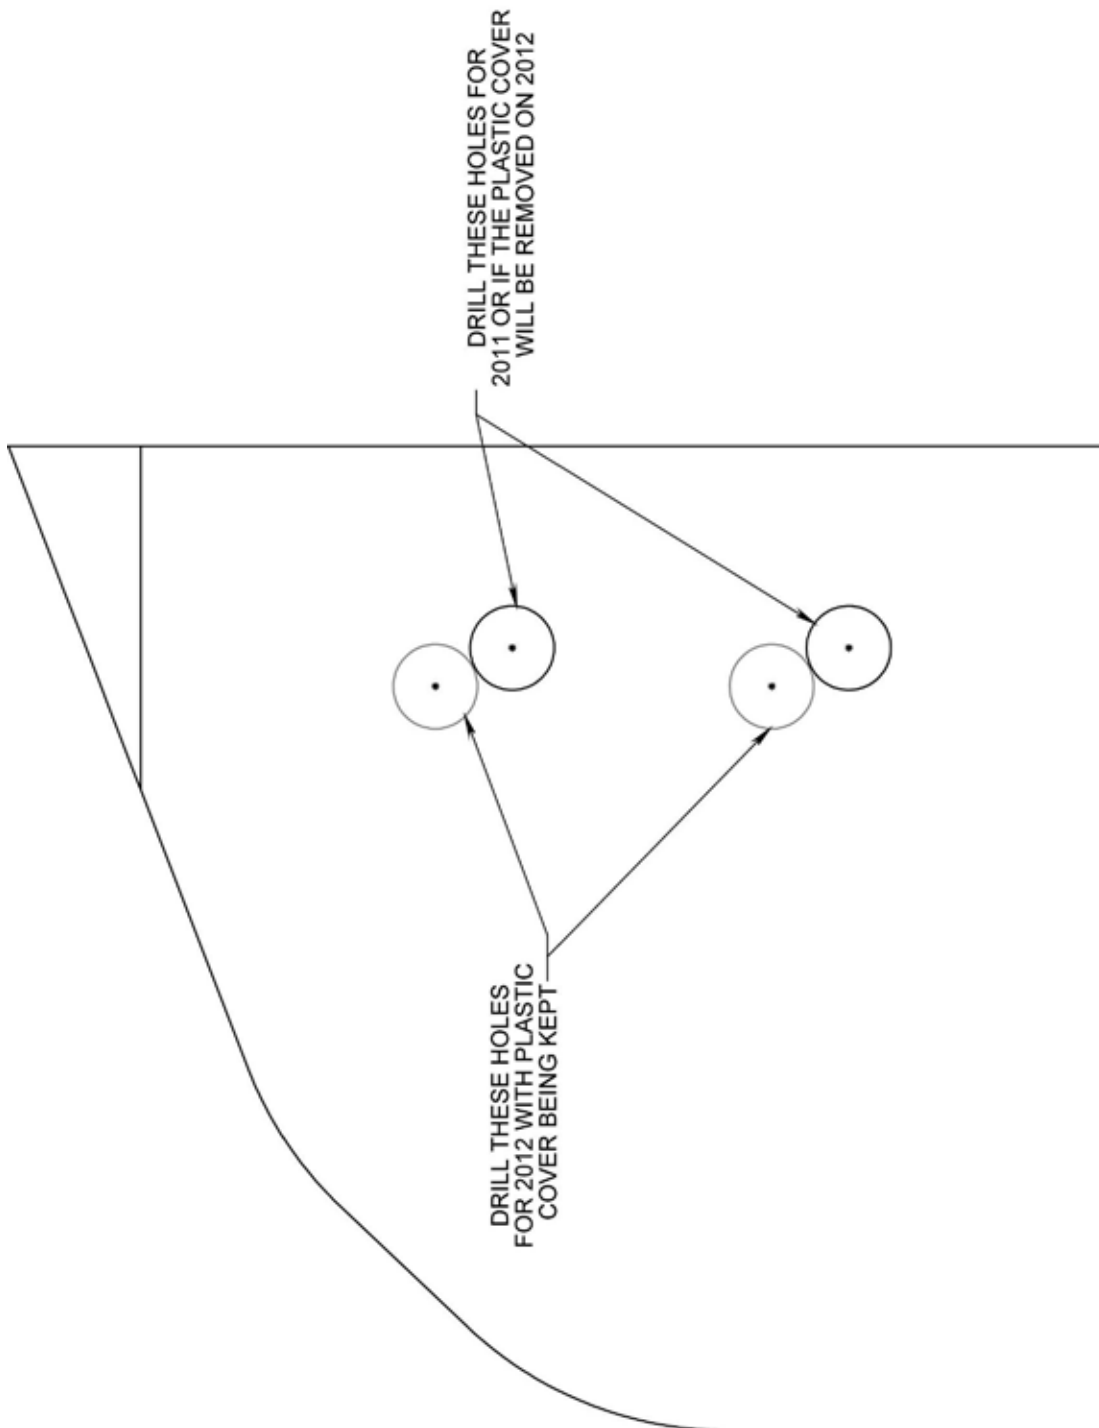 DRILL THESE HOLES FOR
2011 OR IF THE PLASTIC COVER
WILL BE REMOVED ON 2012
DRILL THESE HOLES
FOR 2012 WITH PLASTIC
COVER BEING KEPT